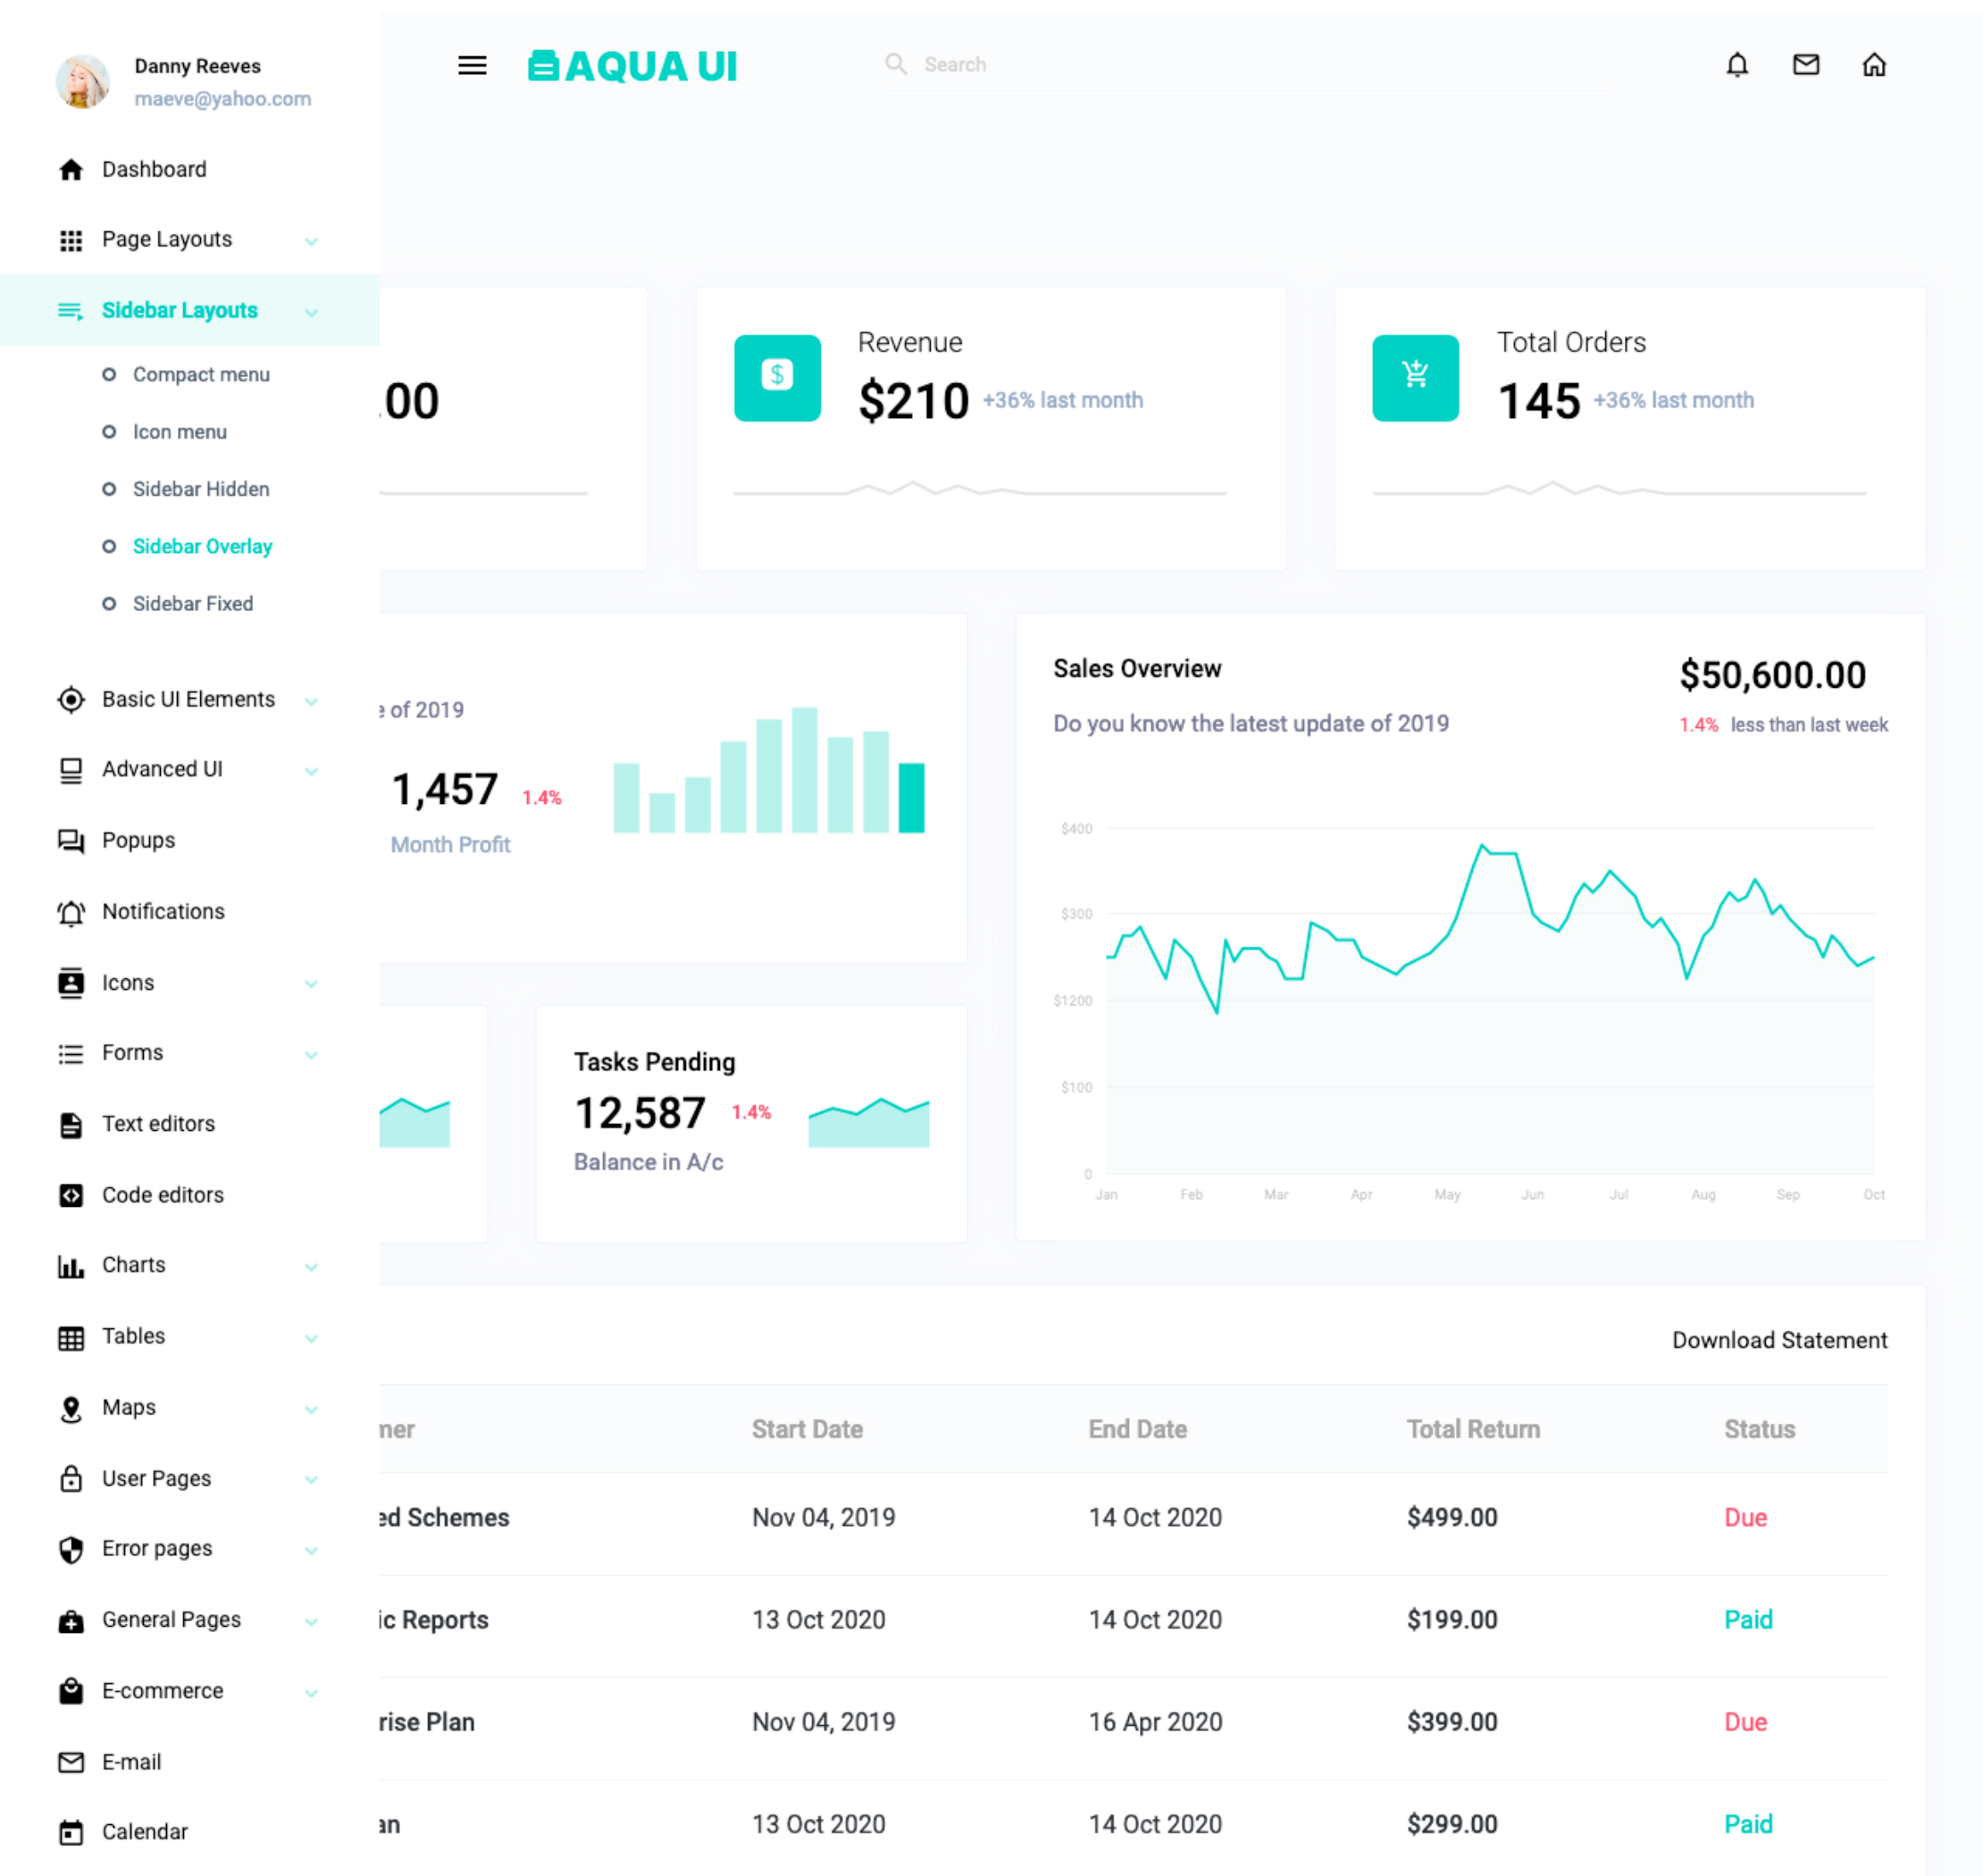 Danny Reeves
maeve@yahoo.com
Dashboard
Page Layouts
Sidebar Layouts
Compact menu
Icon menu
Sidebar Hidden
Sidebar Overlay
Sidebar Fixed
Basic UI Elements
Advanced UI
Popups
Notifications
Icons
Forms
Text editors
Code editors
Charts
Tables
Maps
User Pages
Error pages
General Pages
E-commerce
E-mail
Calendar
AQUA UI
Search
.00
Revenue
$210 +36% last month
Total Orders
145 +36% last month
of 2019
1,457 1.4%
Month Profit
Tasks Pending
12,587 1.4%
Balance in A/c
Sales Overview
$50,600.00
Do you know the latest update of 2019
1.4% less than last week
$400
$300
$1200
$100
0
Jan Feb Mar Apr May Jun Jul Aug Sep Oct
Download Statement
ner Start Date End Date Total Return Status
ed Schemes Nov 04, 2019 14 Oct 2020 $499.00 Due
ic Reports 13 Oct 2020 14 Oct 2020 $199.00 Paid
rise Plan Nov 04, 2019 16 Apr 2020 $399.00 Due
an 13 Oct 2020 14 Oct 2020 $299.00 Paid